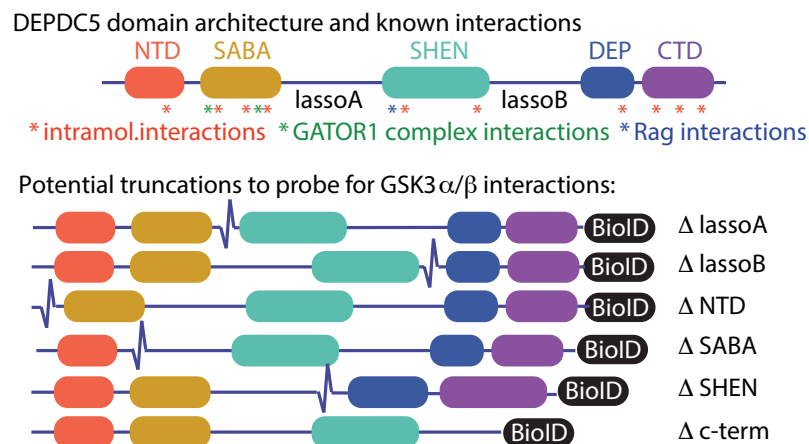 DEPDC5 domain architecture and known interactions
NTD SABA SHEN DEP CTD
lassoA lassoB
* * * * * * * * * * * * *
* intramol.interactions * GATOR1 complex interactions * Rag interactions
Potential truncations to probe for GSK3 α/β interactions:
BioID Δ lassoA
BioID Δ lassoB
BioID Δ NTD
BioID Δ SABA
BioID Δ SHEN
BioID Δ c-term